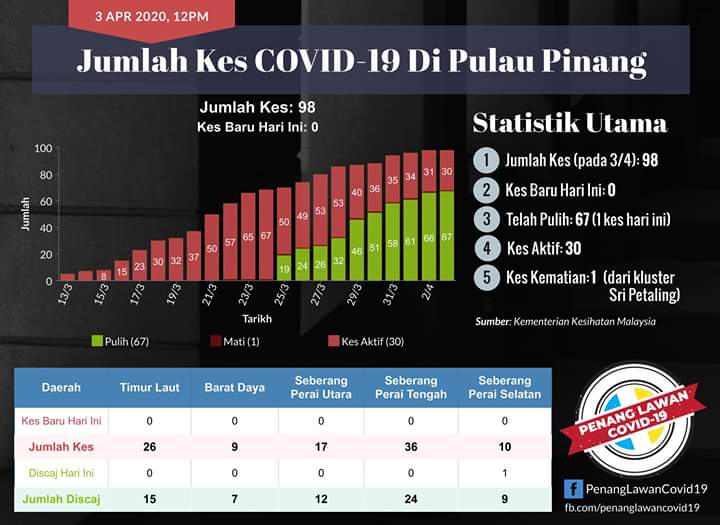 3 APR 2020, 12PM
Jumlah Kes COVID-19 Di Pulau Pinang
Jumlah Kes: 98
Kes Baru Hari Ini: 0
Jumlah
100
80
60
40
20
0
8 15 23 30 32 37 50 57 65 67 50 49 53 53 40 36 35 34 31 30
19 24 26 32 46 51 58 61 66 67
13/3 15/3 17/3 19/3 21/3 23/3 25/3 27/3 29/3 31/3 2/4
Tarikh
Pulih (67) Mati (1) Kes Aktif (30)
Statistik Utama
1 Jumlah Kes (pada 3/4): 98
2 Kes Baru Hari Ini: 0
3 Telah Pulih: 67 (1 kes hari ini)
4 Kes Aktif: 30
5 Kes Kematian: 1 (dari kluster
Sri Petaling)
6
Sumber: Kementerian Kesihatan Malaysia
Daerah Timur Laut Barat Daya Seberang Perai Utara Seberang Perai Tengah Seberang Perai Selatan
Kes Baru Hari Ini 0 0 0 0 0
Jumlah Kes 26 9 17 36 10
Discaj Hari Ini 0 0 0 0 1
Jumlah Discaj 15 7 12 24 9
PENANG LAWAN
COVID-19
PenangLawanCovid19
fb.com/penanglawancovid19